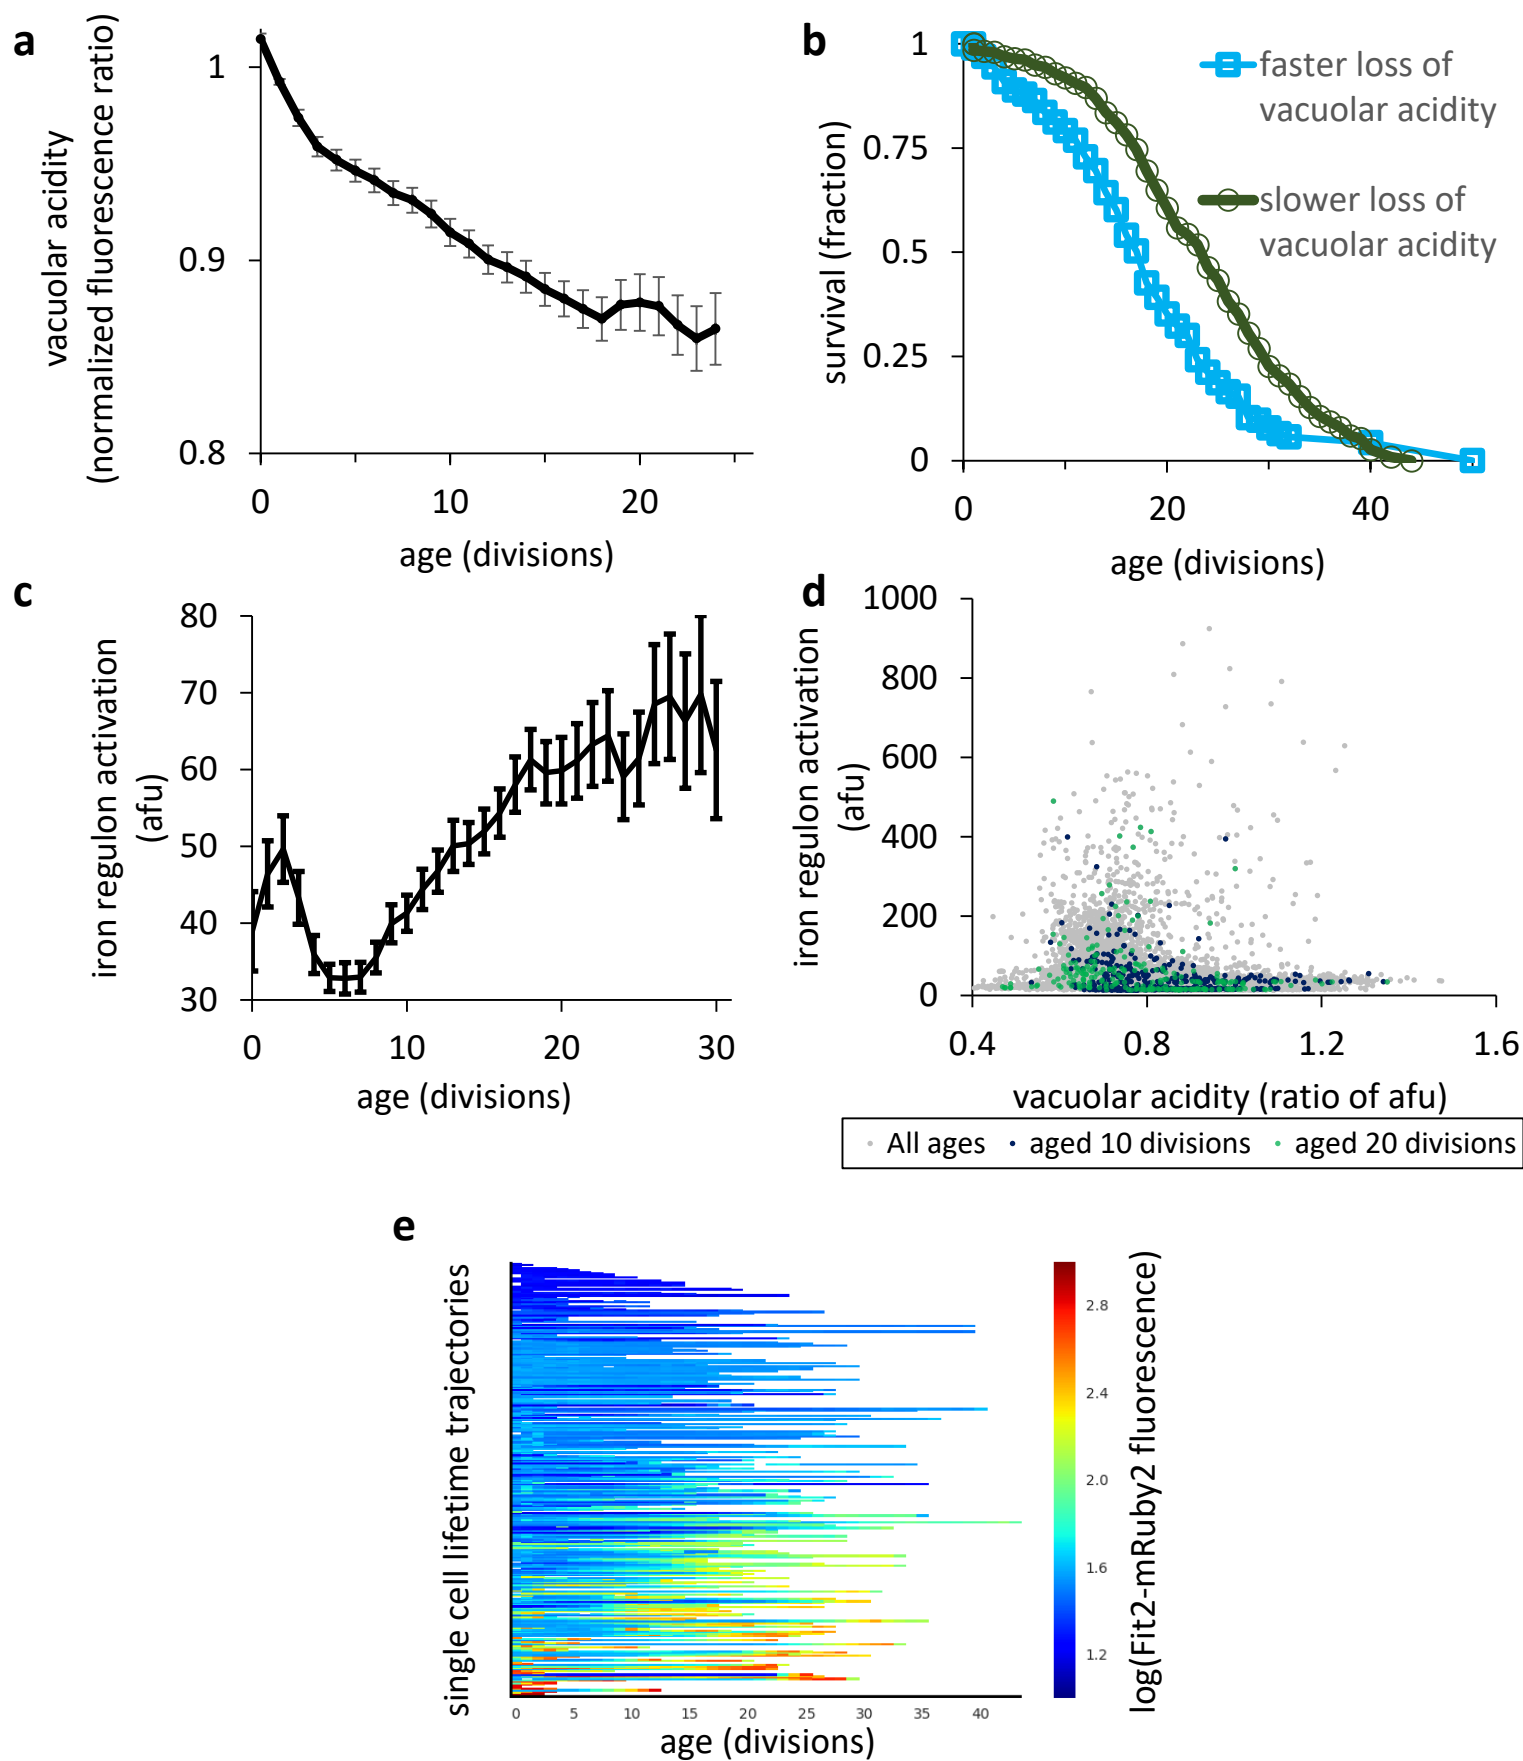 a
vacuolar acidity
(normalized fluorescence ratio)
1
0.9
0.8
0
10
20
age (divisions)
b
survival (fraction)
1
0.75
0.5
0.25
0
0
20
40
age (divisions)
faster loss of
vacuolar acidity
slower loss of
vacuolar acidity
c
iron regulon activation
(afu)
80
70
60
50
40
30
0
10
20
30
age (divisions)
d
iron regulon activation
(afu)
1000
800
600
400
200
0
0.4
0.8
1.2
1.6
vacuolar acidity (ratio of afu)
All ages
aged 10 divisions
aged 20 divisions
e
single cell lifetime trajectories
0
5
10
15
20
25
30
35
40
age (divisions)
2.8
2.4
2.0
1.6
1.2
log(Fit2-mRuby2 fluorescence)